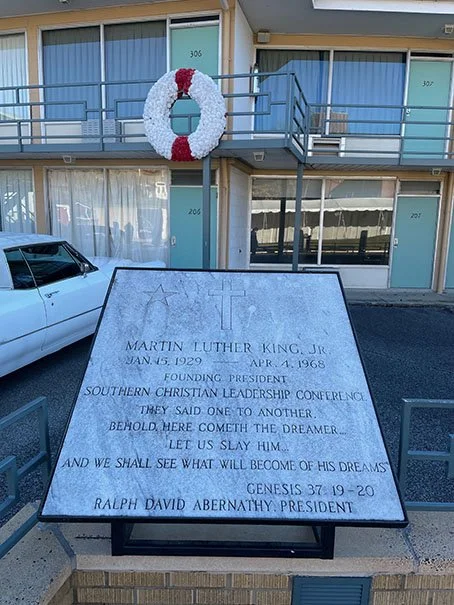 306
307
206
207
MARTIN LUTHER KING, JR.
JAN. 15, 1929 — APR. 4, 1968
FOUNDING PRESIDENT
SOUTHERN CHRISTIAN LEADERSHIP CONFERENCE
THEY SAID ONE TO ANOTHER,
BEHOLD, HERE COMETH THE DREAMER...
LET US SLAY HIM...
AND WE SHALL SEE WHAT WILL BECOME OF HIS DREAMS"
GENESIS 37: 19-20
RALPH DAVID ABERNATHY, PRESIDENT